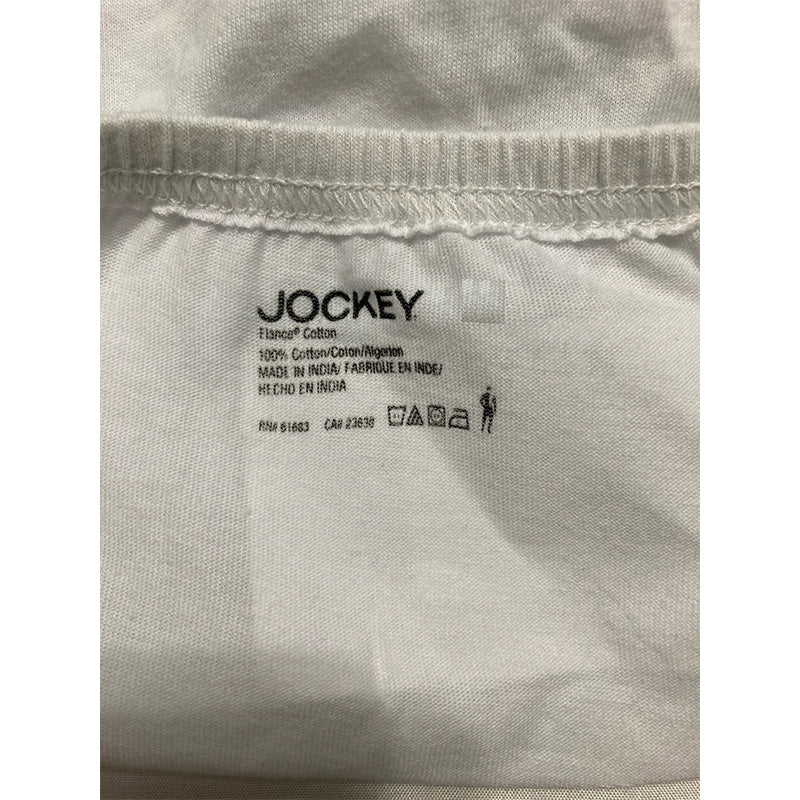 JOCKEY
Elance® Cotton
100% Cotton/Coton/Algodon
MADE IN INDIA/ FABRIQUE EN INDE/
HECHO EN INDIA
RN# 61683 CA# 23638